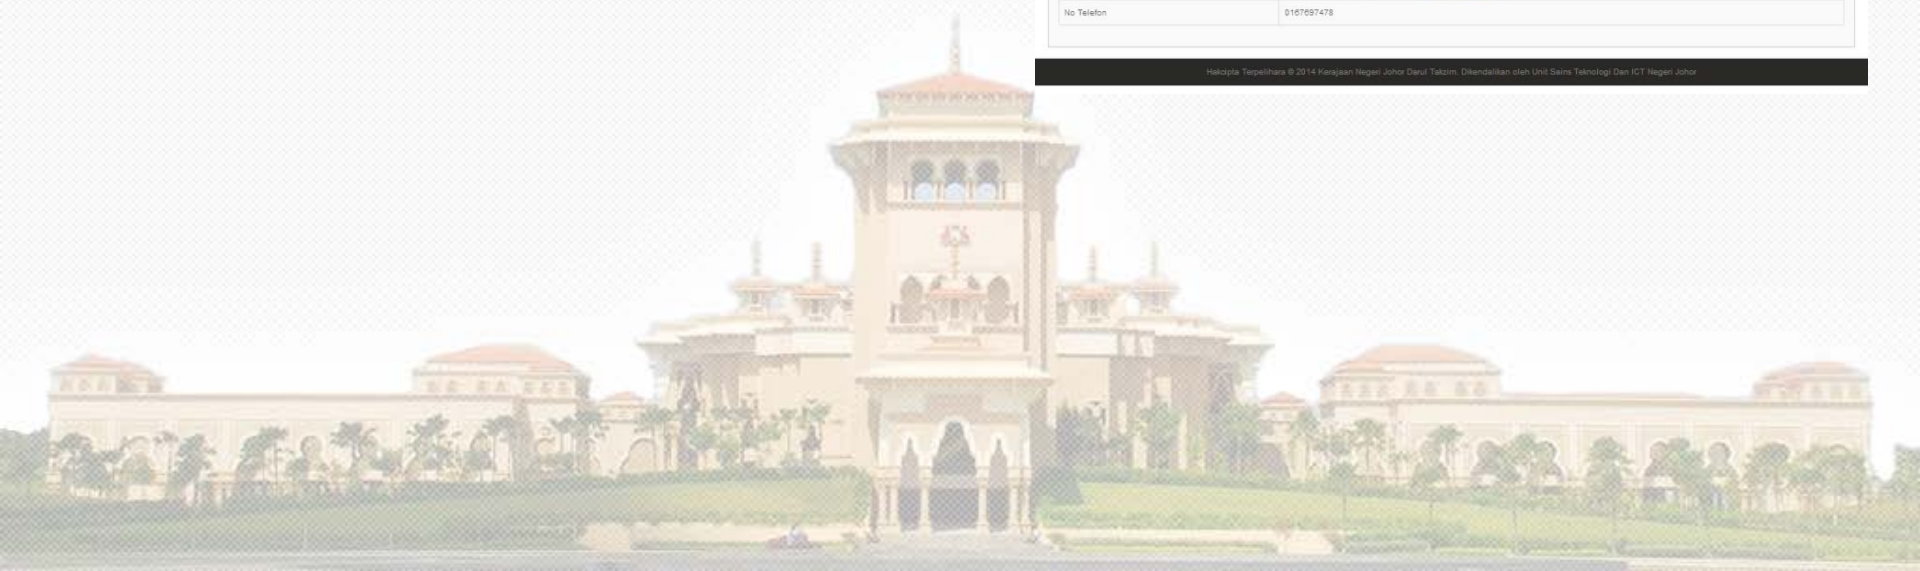 No Telefon 0167697478
Hakcipta Terpelihara © 2014 Kerajaan Negeri Johor Darul Takzim. Dikendalikan oleh Unit Sains Teknologi Dan ICT Negeri Johor